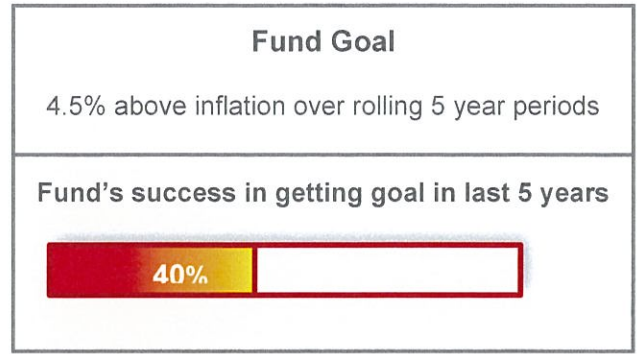 Fund Goal
4.5% above inflation over rolling 5 year periods
Fund's success in getting goal in last 5 years
40%